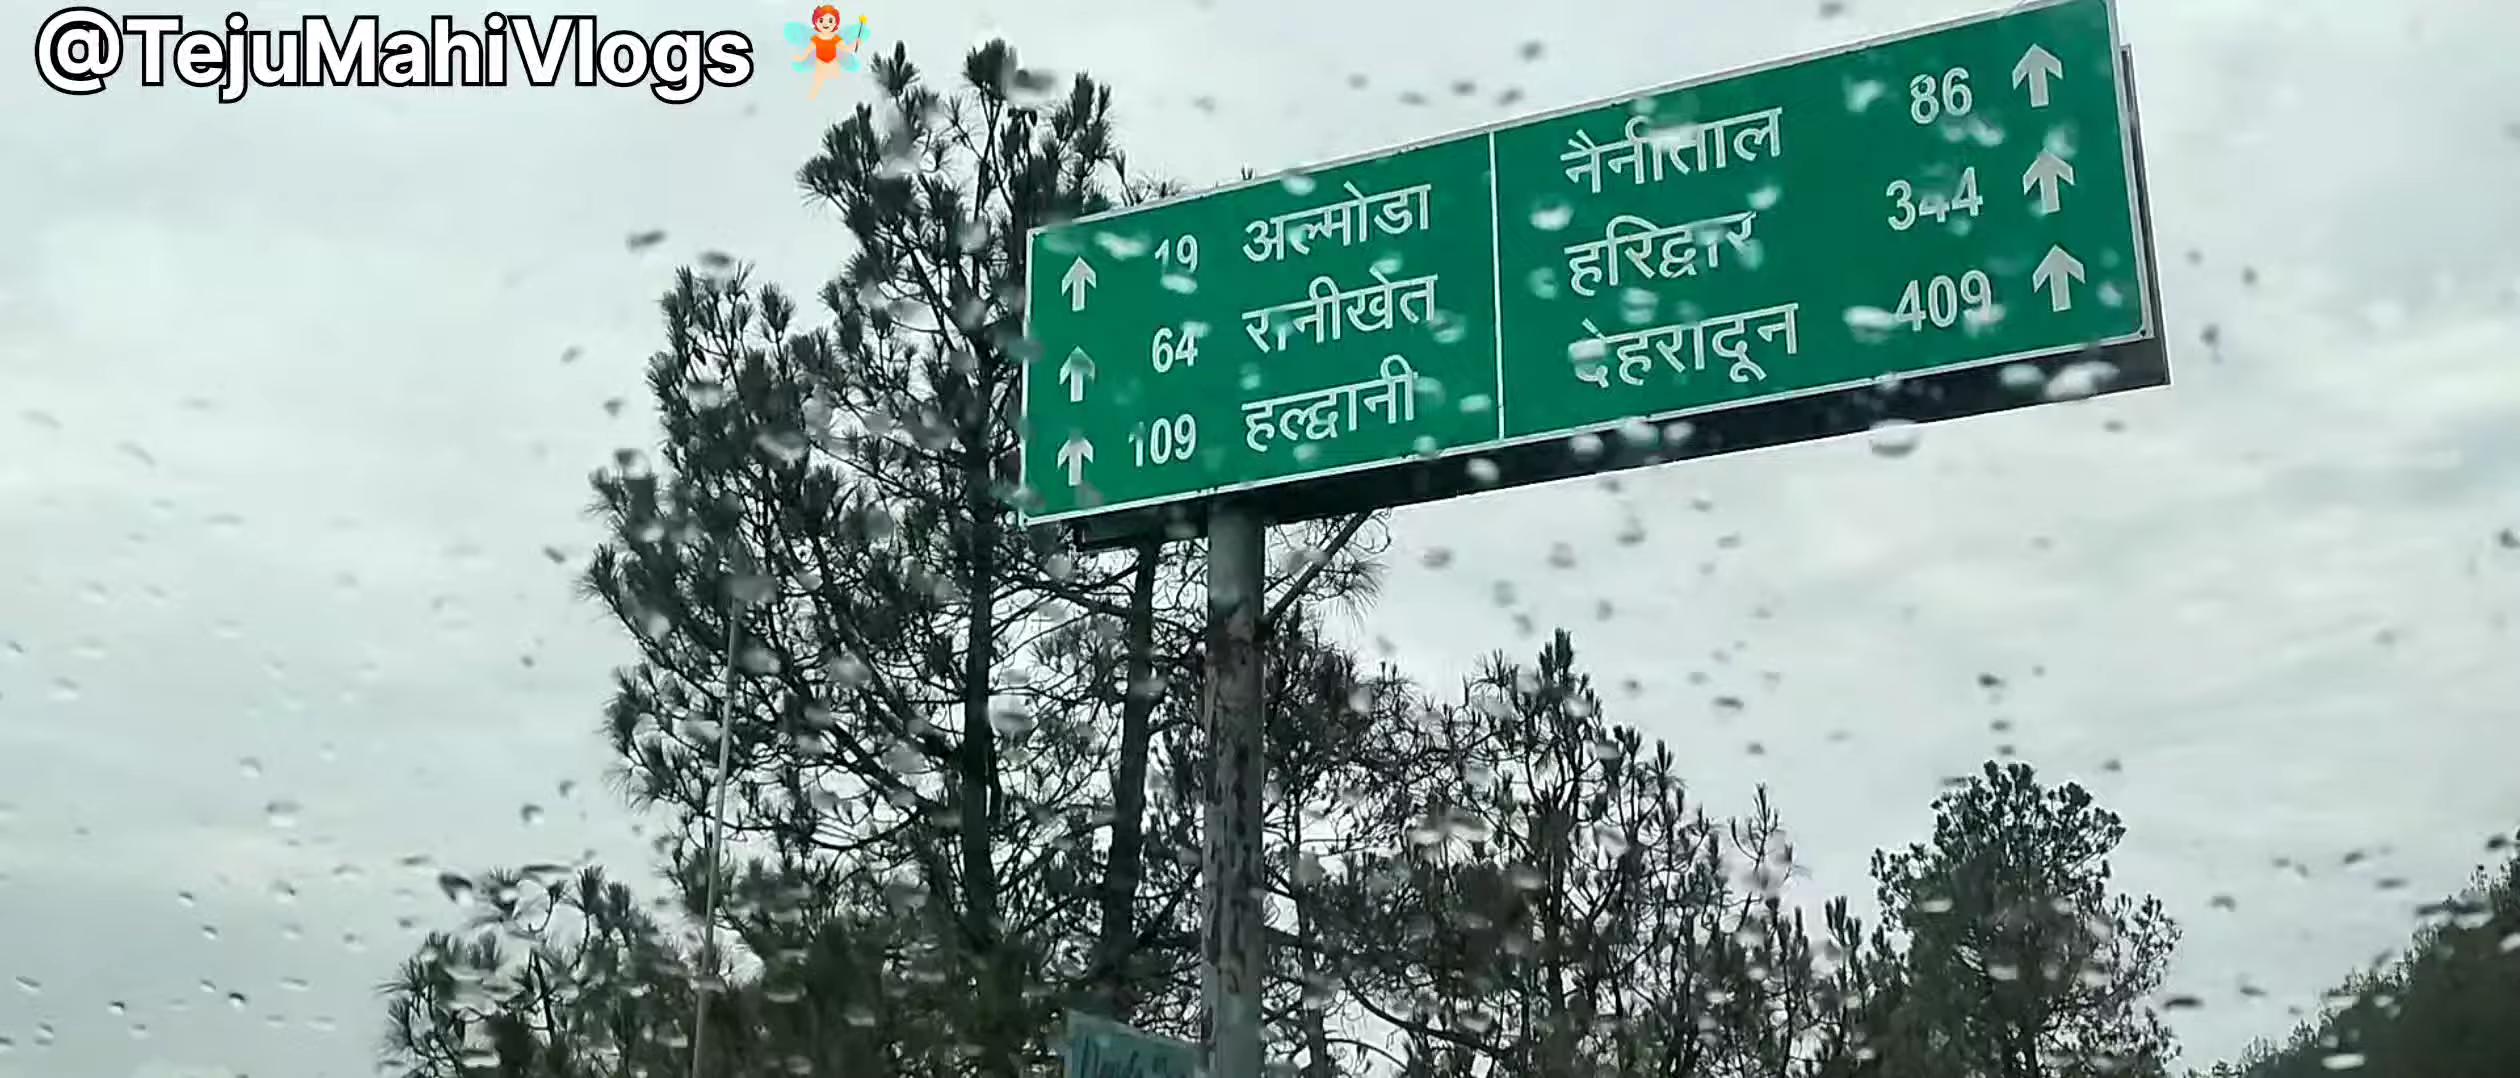 @TejuMahiVlogs 🧚
19 अल्मोडा
64 रानीखेत
109 हल्द्वानी
नैनीताल 86
हरिद्वार 344
देहरादून 409